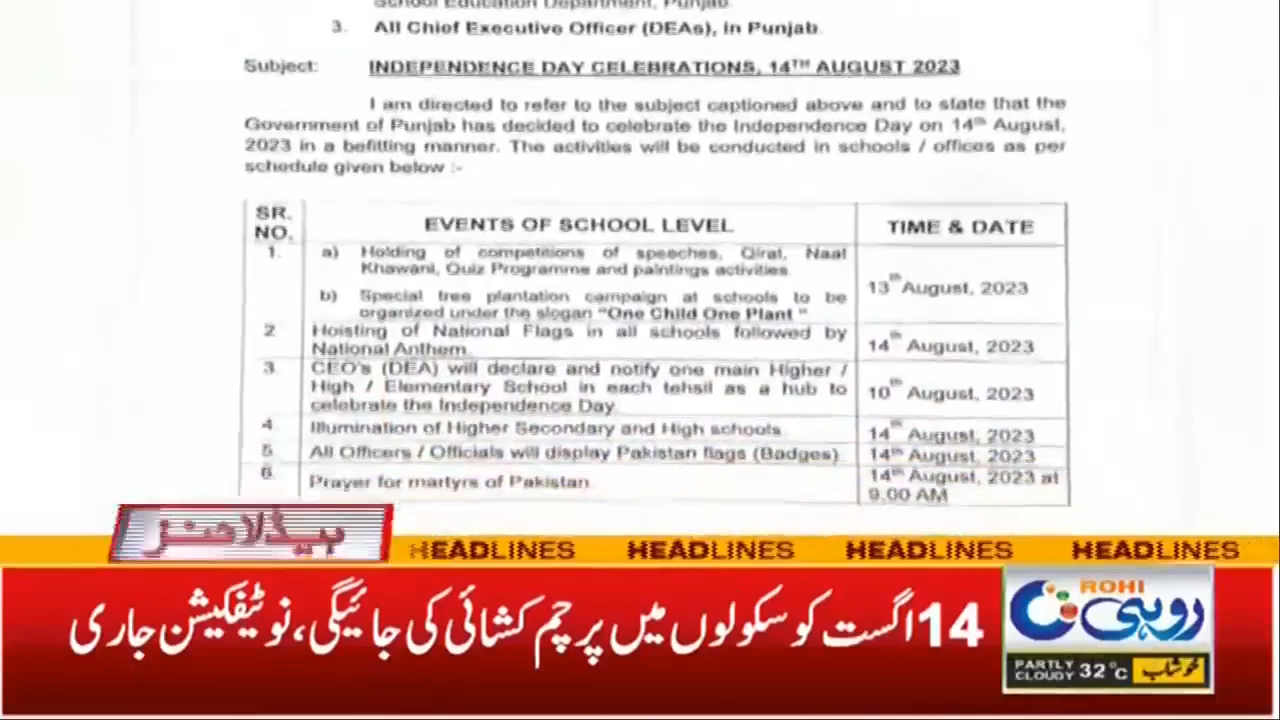 School Education Department, Punjab.
3. All Chief Executive Officer (DEAs), in Punjab.
Subject: INDEPENDENCE DAY CELEBRATIONS, 14TH AUGUST 2023
I am directed to refer to the subject captioned above and to state that the
Government of Punjab has decided to celebrate the Independence Day on 14th August,
2023 in a befitting manner. The activities will be conducted in schools / offices as per
schedule given below :-
SR. NO. EVENTS OF SCHOOL LEVEL TIME & DATE
1. a) Holding of competitions of speeches, Qirat, Naat
Khawani, Quiz Programme and paintings activities
13th August, 2023
b) Special tree plantation campaign at schools to be
organized under the slogan "One Child One Plant "
2 Hoisting of National Flags in all schools followed by
National Anthem.
14th August, 2023
3 CEO's (DEA) will declare and notify one main Higher /
High / Elementary School in each tehsil as a hub to
celebrate the Independence Day.
10th August, 2023
4 Illumination of Higher Secondary and High schools. 14th August, 2023
5 All Officers / Officials will display Pakistan flags (Badges) 14th August, 2023
6 Prayer for martyrs of Pakistan. 14th August, 2023 at
9.00 AM
ہیڈلائنز
HEADLINES HEADLINES HEADLINES HEADLINES
14 اگست کو سکولوں میں پرچم کشائی کی جائیگی، نوٹیفکیشن جاری
ROHI
روہی
PARTLY CLOUDY 32°C خوشاب